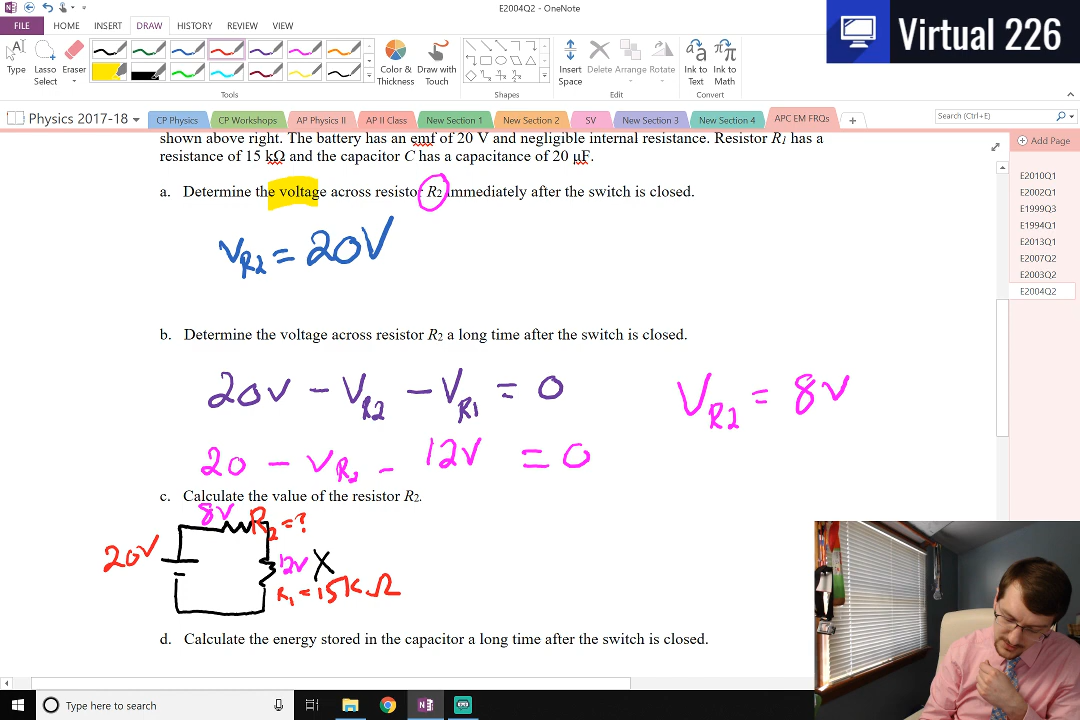 E2004Q2 - OneNote
Virtual 226
FILE HOME INSERT DRAW HISTORY REVIEW VIEW
Type
Lasso Select
Eraser
Color & Thickness
Draw with Touch
Insert Space
Delete
Arrange
Rotate
Ink to Text
Ink to Math
Tools
Shapes
Edit
Convert
Physics 2017-18
CP Physics CP Workshops AP Physics II AP II Class New Section 1 New Section 2 SV New Section 3 New Section 4 APC EM FRQs
Search (Ctrl+E)
Add Page
E2010Q1
E2002Q1
E1999Q3
E1994Q1
E2013Q1
E2007Q2
E2003Q2
E2004Q2
shown above right. The battery has an emf of 20 V and negligible internal resistance. Resistor R1 has a
resistance of 15 kΩ and the capacitor C has a capacitance of 20 μF.
a. Determine the voltage across resistor R2 immediately after the switch is closed.
VR2 = 20V
b. Determine the voltage across resistor R2 a long time after the switch is closed.
20V - VR2 - VR1 = 0
VR2 = 8V
20 - VR2 - 12V = 0
c. Calculate the value of the resistor R2.
8V
R2 = ?
20V
12V
R1 = 15K Ω
d. Calculate the energy stored in the capacitor a long time after the switch is closed.
Type here to search